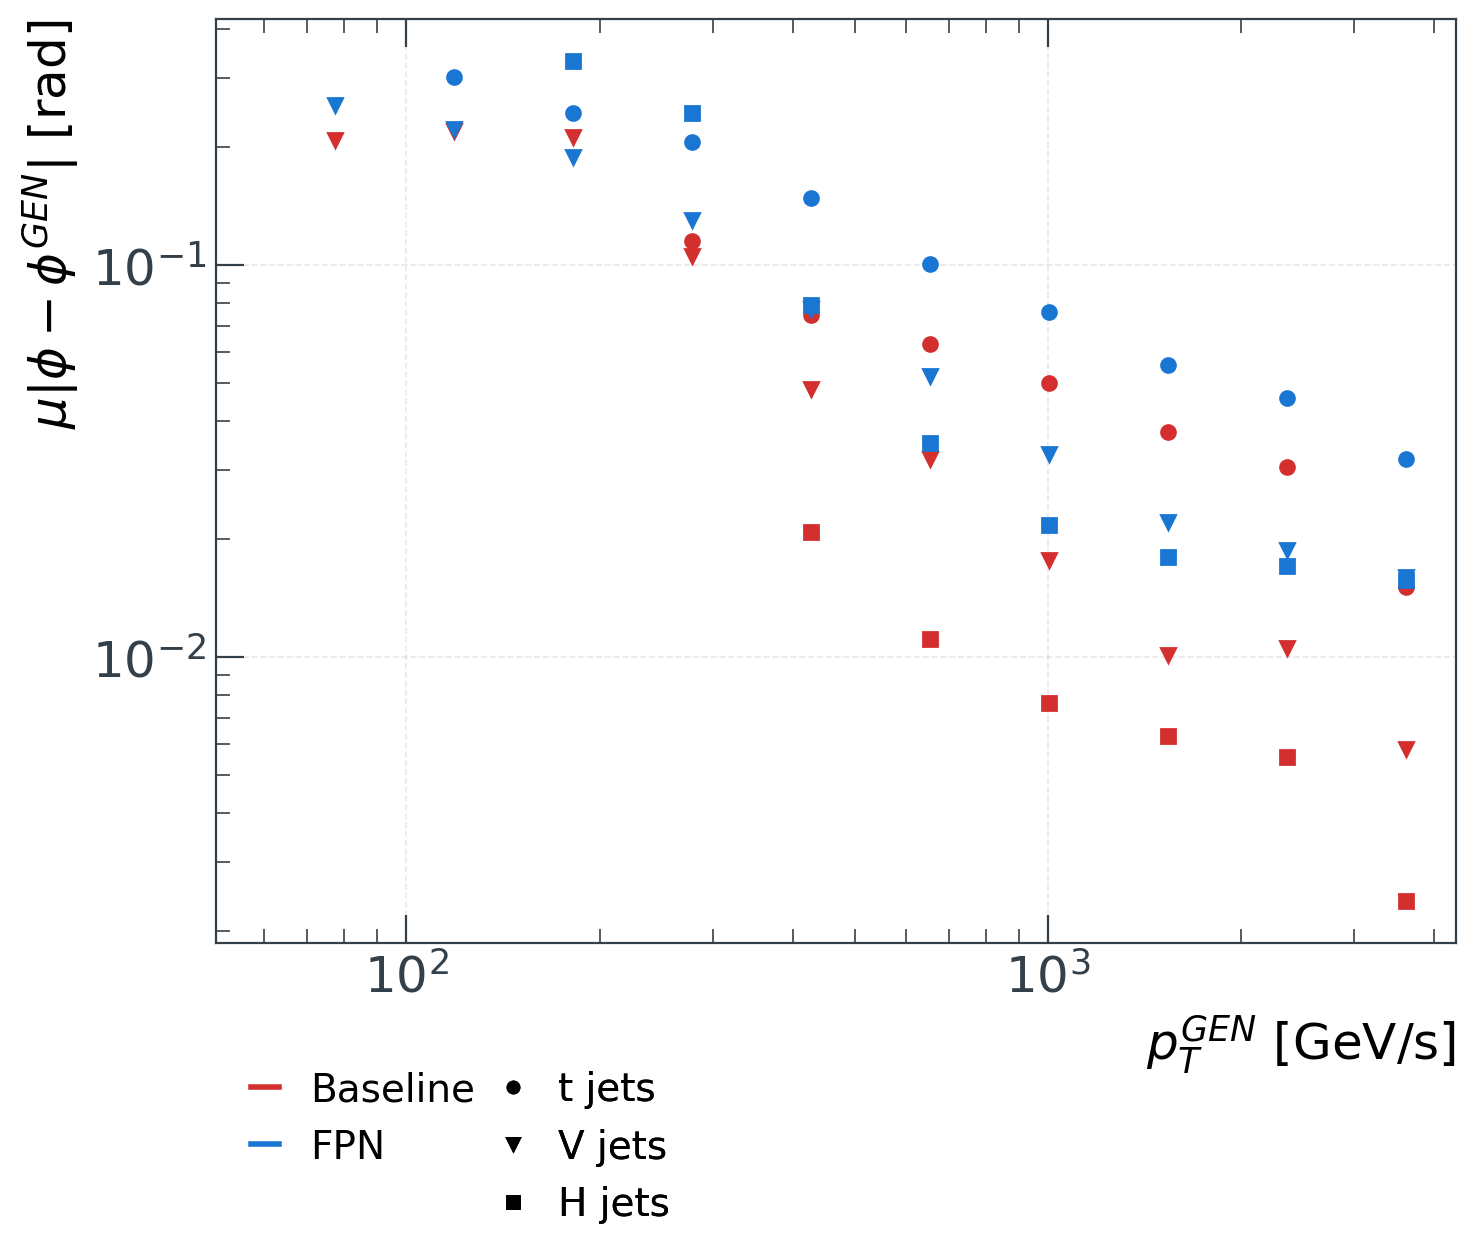 μ|ϕ − ϕ^{GEN}| [rad]
10^{−1}
10^{−2}
10^{2}
10^{3}
p_T^{GEN} [GeV/s]
Baseline
FPN
t jets
V jets
H jets